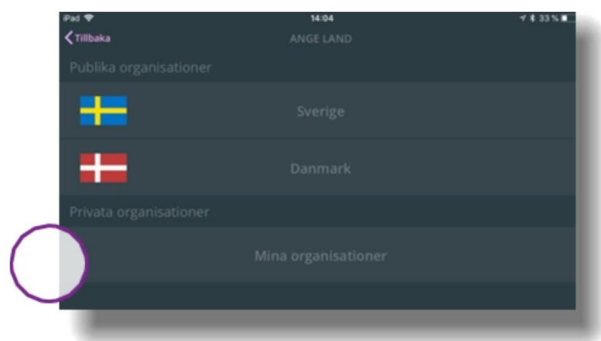 iPad 14:04 33 %
Tillbaka ANGE LAND
Publika organisationer
Sverige
Danmark
Privata organisationer
Mina organisationer